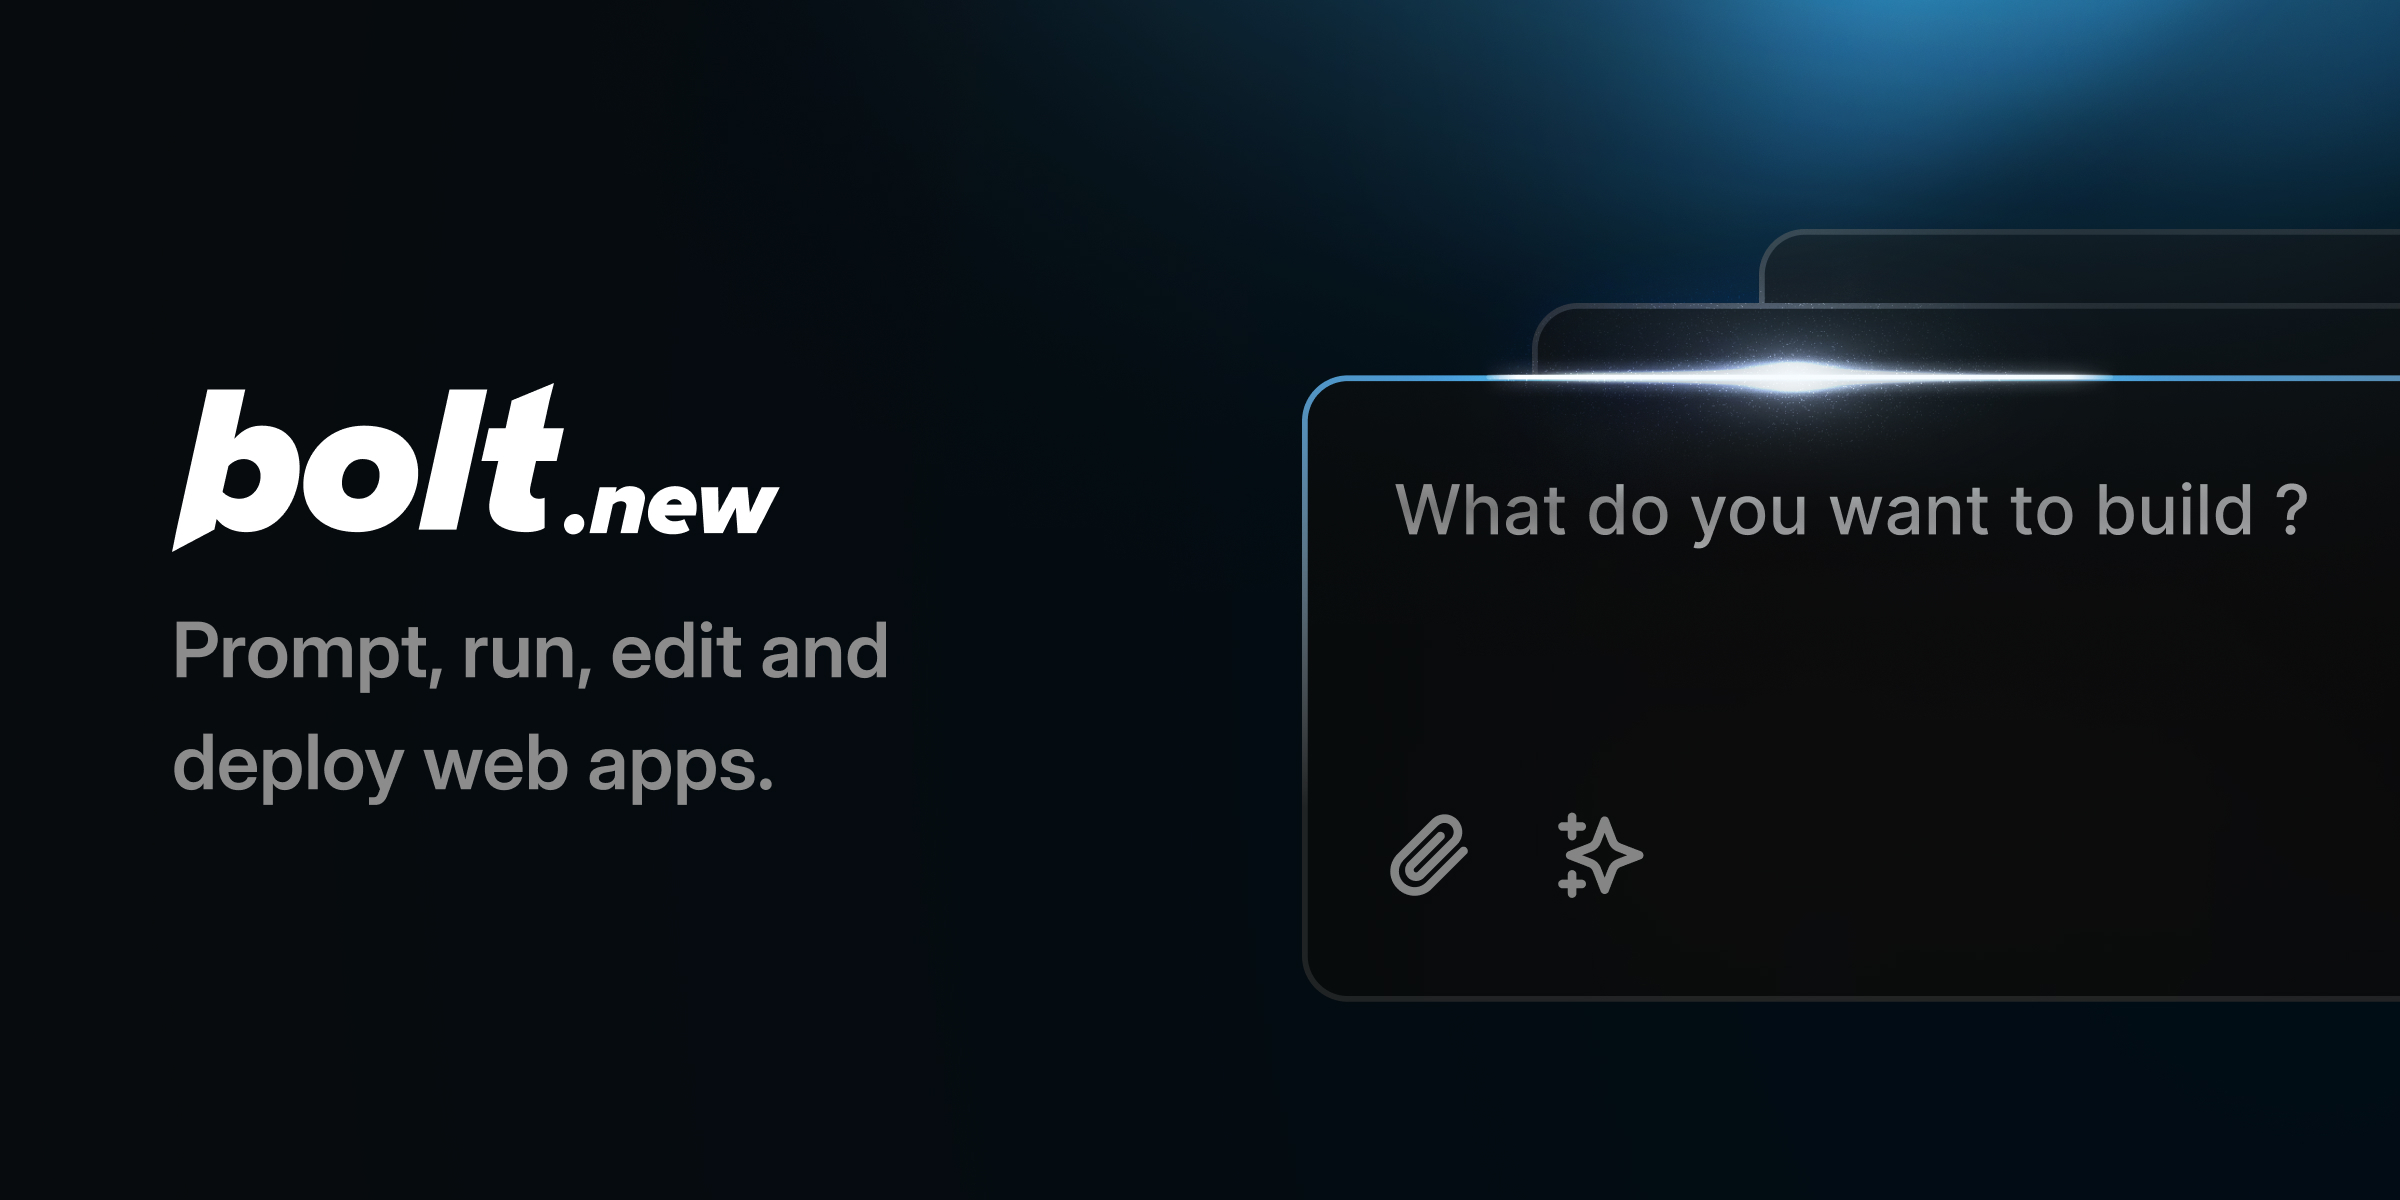 bolt.new
Prompt, run, edit and
deploy web apps.
What do you want to build ?